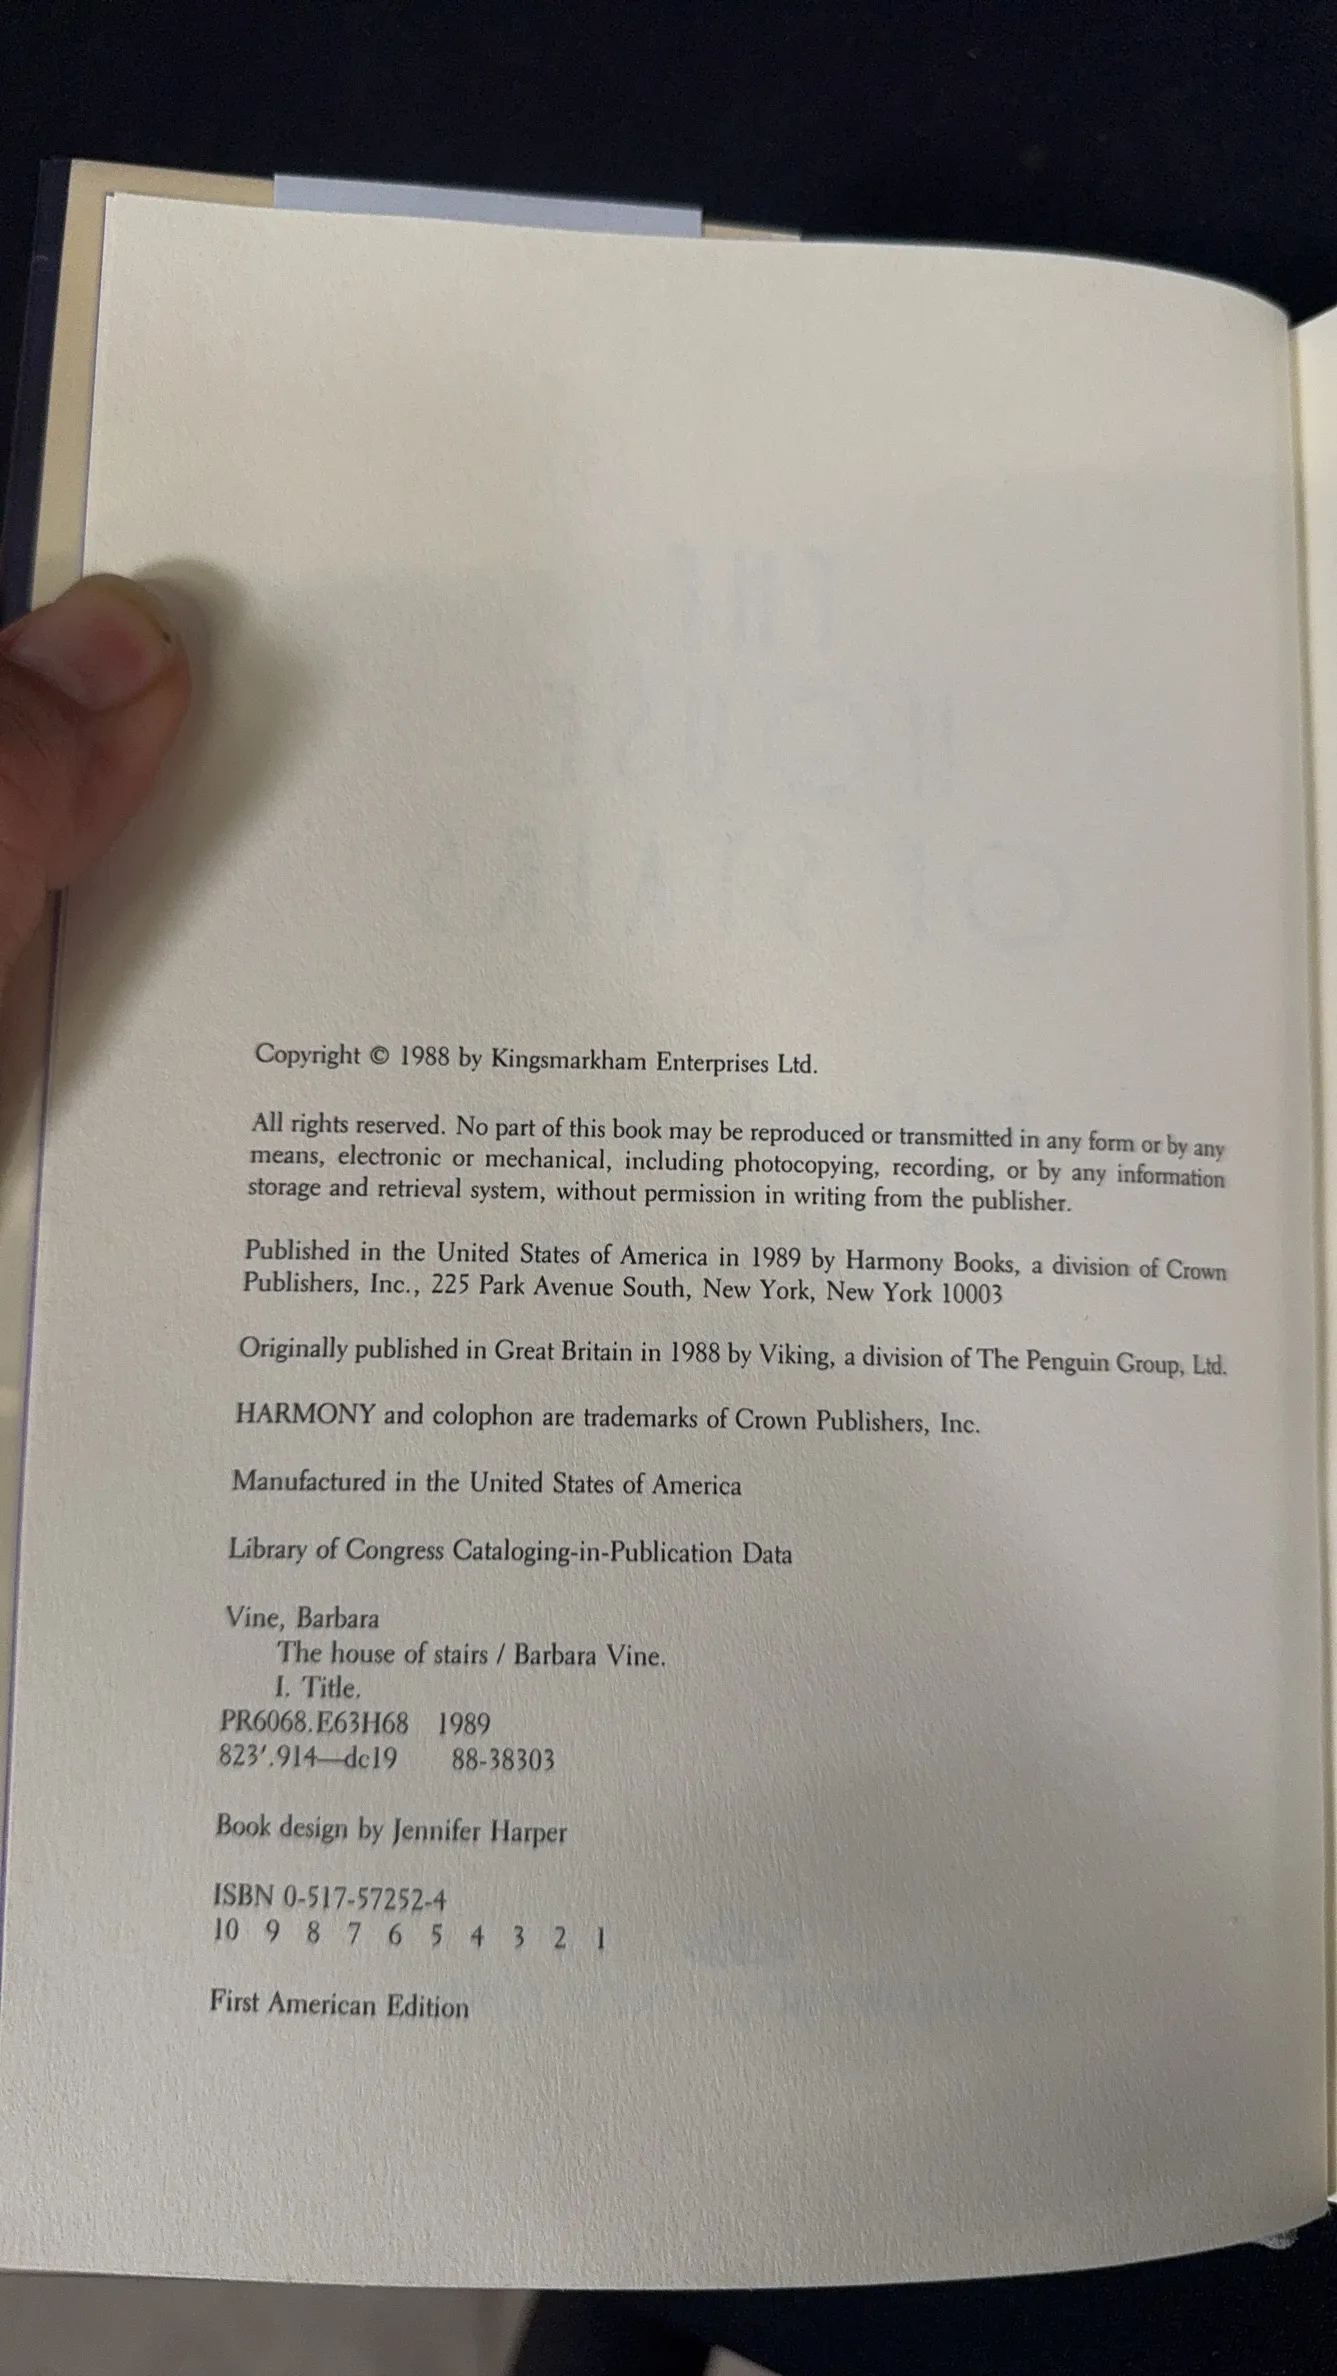 Copyright © 1988 by Kingsmarkham Enterprises Ltd.
All rights reserved. No part of this book may be reproduced or transmitted in any form or by any
means, electronic or mechanical, including photocopying, recording, or by any information
storage and retrieval system, without permission in writing from the publisher.
Published in the United States of America in 1989 by Harmony Books, a division of Crown
Publishers, Inc., 225 Park Avenue South, New York, New York 10003
Originally published in Great Britain in 1988 by Viking, a division of The Penguin Group, Ltd.
HARMONY and colophon are trademarks of Crown Publishers, Inc.
Manufactured in the United States of America
Library of Congress Cataloging-in-Publication Data
Vine, Barbara
The house of stairs / Barbara Vine.
I. Title.
PR6068.E63H68 1989
823'.914—dc19 88-38303
Book design by Jennifer Harper
ISBN 0-517-57252-4
10 9 8 7 6 5 4 3 2 1
First American Edition